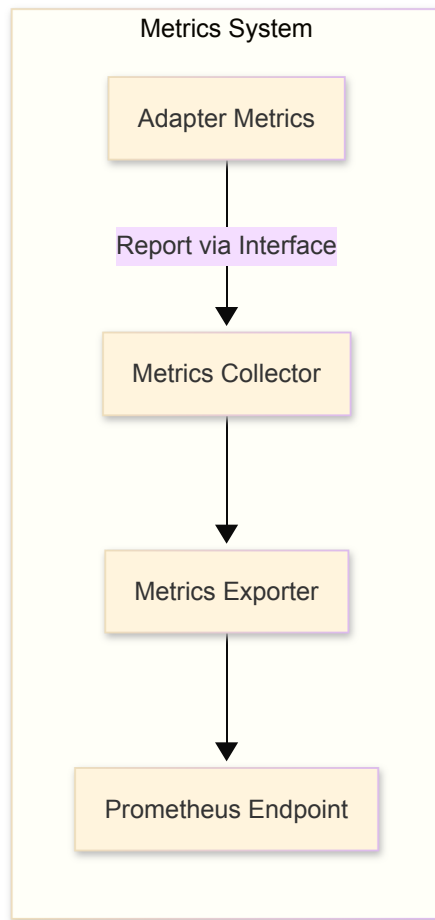 Metrics System
Adapter Metrics
Report via Interface
Metrics Collector
Metrics Exporter
Prometheus Endpoint